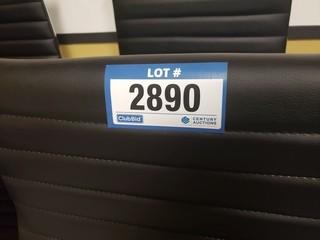 LOT #
2890
ClubBid
CENTURY
AUCTIONS